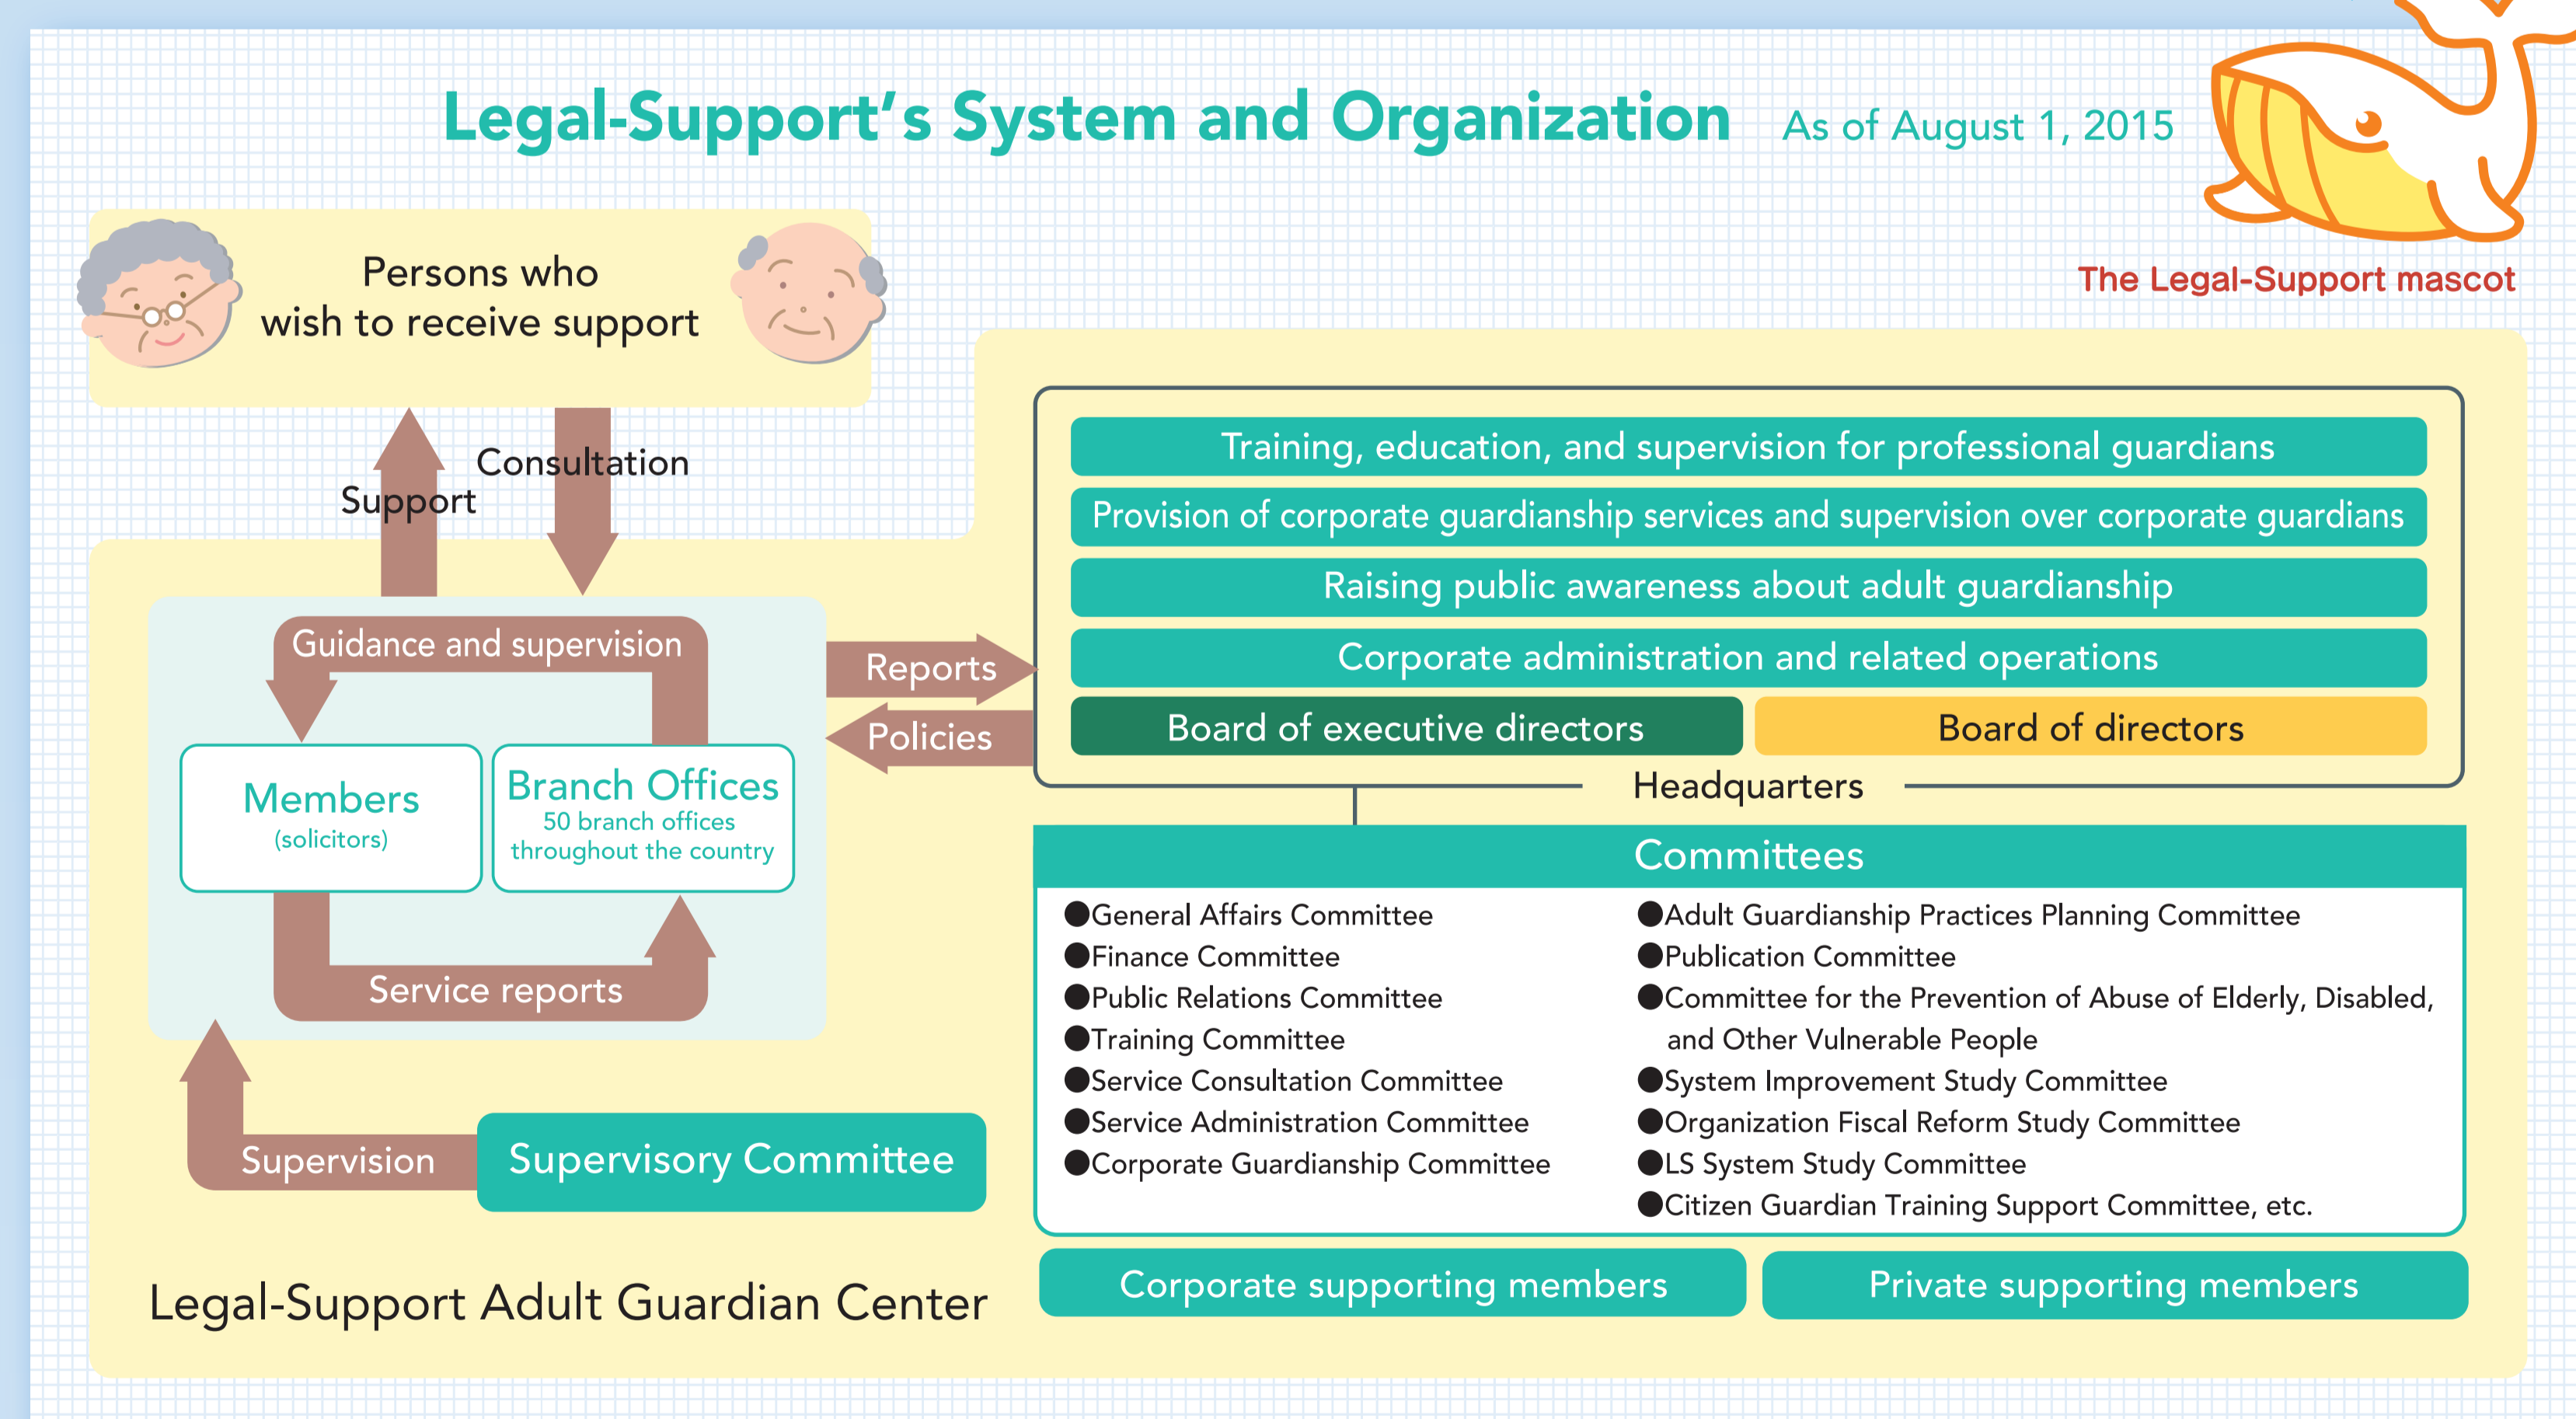 Legal-Support's System and Organization As of August 1, 2015
The Legal-Support mascot
Persons who
wish to receive support
Support
Consultation
Guidance and supervision
Members
(solicitors)
Branch Offices
50 branch offices
throughout the country
Service reports
Reports
Policies
Supervision
Supervisory Committee
Legal-Support Adult Guardian Center
Training, education, and supervision for professional guardians
Provision of corporate guardianship services and supervision over corporate guardians
Raising public awareness about adult guardianship
Corporate administration and related operations
Board of executive directors
Board of directors
Headquarters
Committees
●General Affairs Committee
●Finance Committee
●Public Relations Committee
●Training Committee
●Service Consultation Committee
●Service Administration Committee
●Corporate Guardianship Committee
●Adult Guardianship Practices Planning Committee
●Publication Committee
●Committee for the Prevention of Abuse of Elderly, Disabled,
and Other Vulnerable People
●System Improvement Study Committee
●Organization Fiscal Reform Study Committee
●LS System Study Committee
●Citizen Guardian Training Support Committee, etc.
Corporate supporting members
Private supporting members